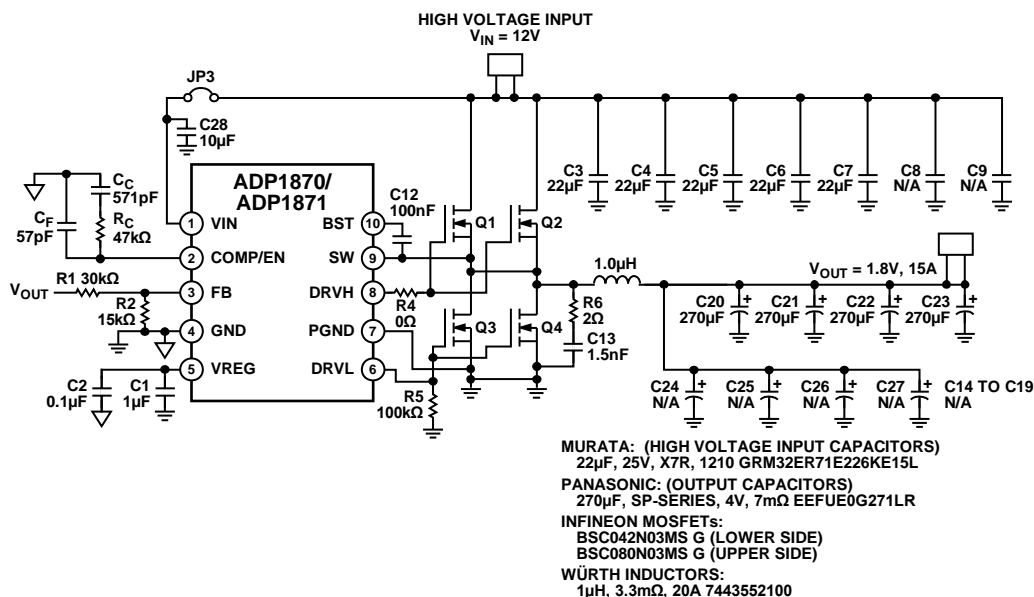 HIGH VOLTAGE INPUT
VIN = 12V
JP3
C28
10µF
C3
22µF
C4
22µF
C5
22µF
C6
22µF
C7
22µF
C8
N/A
C9
N/A
CC
571pF
CF
57pF
RC
47kΩ
ADP1870/
ADP1871
C12
100nF
1 VIN
BST 10
2 COMP/EN
SW 9
3 FB
DRVH 8
4 GND
PGND 7
5 VREG
DRVL 6
VOUT
R1 30kΩ
R2
15kΩ
C2
0.1µF
C1
1µF
Q1
Q2
R4
0Ω
Q3
Q4
R5
100kΩ
1.0µH
R6
2Ω
C13
1.5nF
VOUT = 1.8V, 15A
C20
270µF
C21
270µF
C22
270µF
C23
270µF
+
+
+
+
C24
N/A
C25
N/A
C26
N/A
C27
N/A
+
+
+
+
C14 TO C19
N/A
MURATA: (HIGH VOLTAGE INPUT CAPACITORS)
22µF, 25V, X7R, 1210 GRM32ER71E226KE15L
PANASONIC: (OUTPUT CAPACITORS)
270µF, SP-SERIES, 4V, 7mΩ EEFUE0G271LR
INFINEON MOSFETs:
BSC042N03MS G (LOWER SIDE)
BSC080N03MS G (UPPER SIDE)
WÜRTH INDUCTORS:
1µH, 3.3mΩ, 20A 7443552100